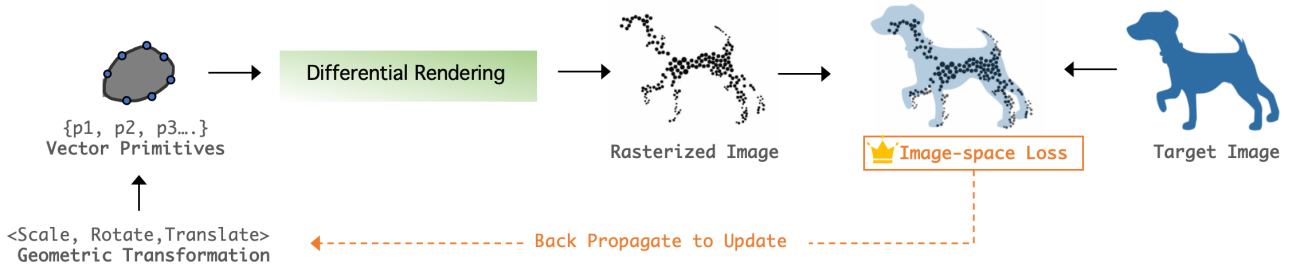 Differential Rendering
{p1, p2, p3….}
Vector Primitives
Rasterized Image
Image-space Loss
Target Image
<Scale, Rotate,Translate>
Geometric Transformation
Back Propagate to Update